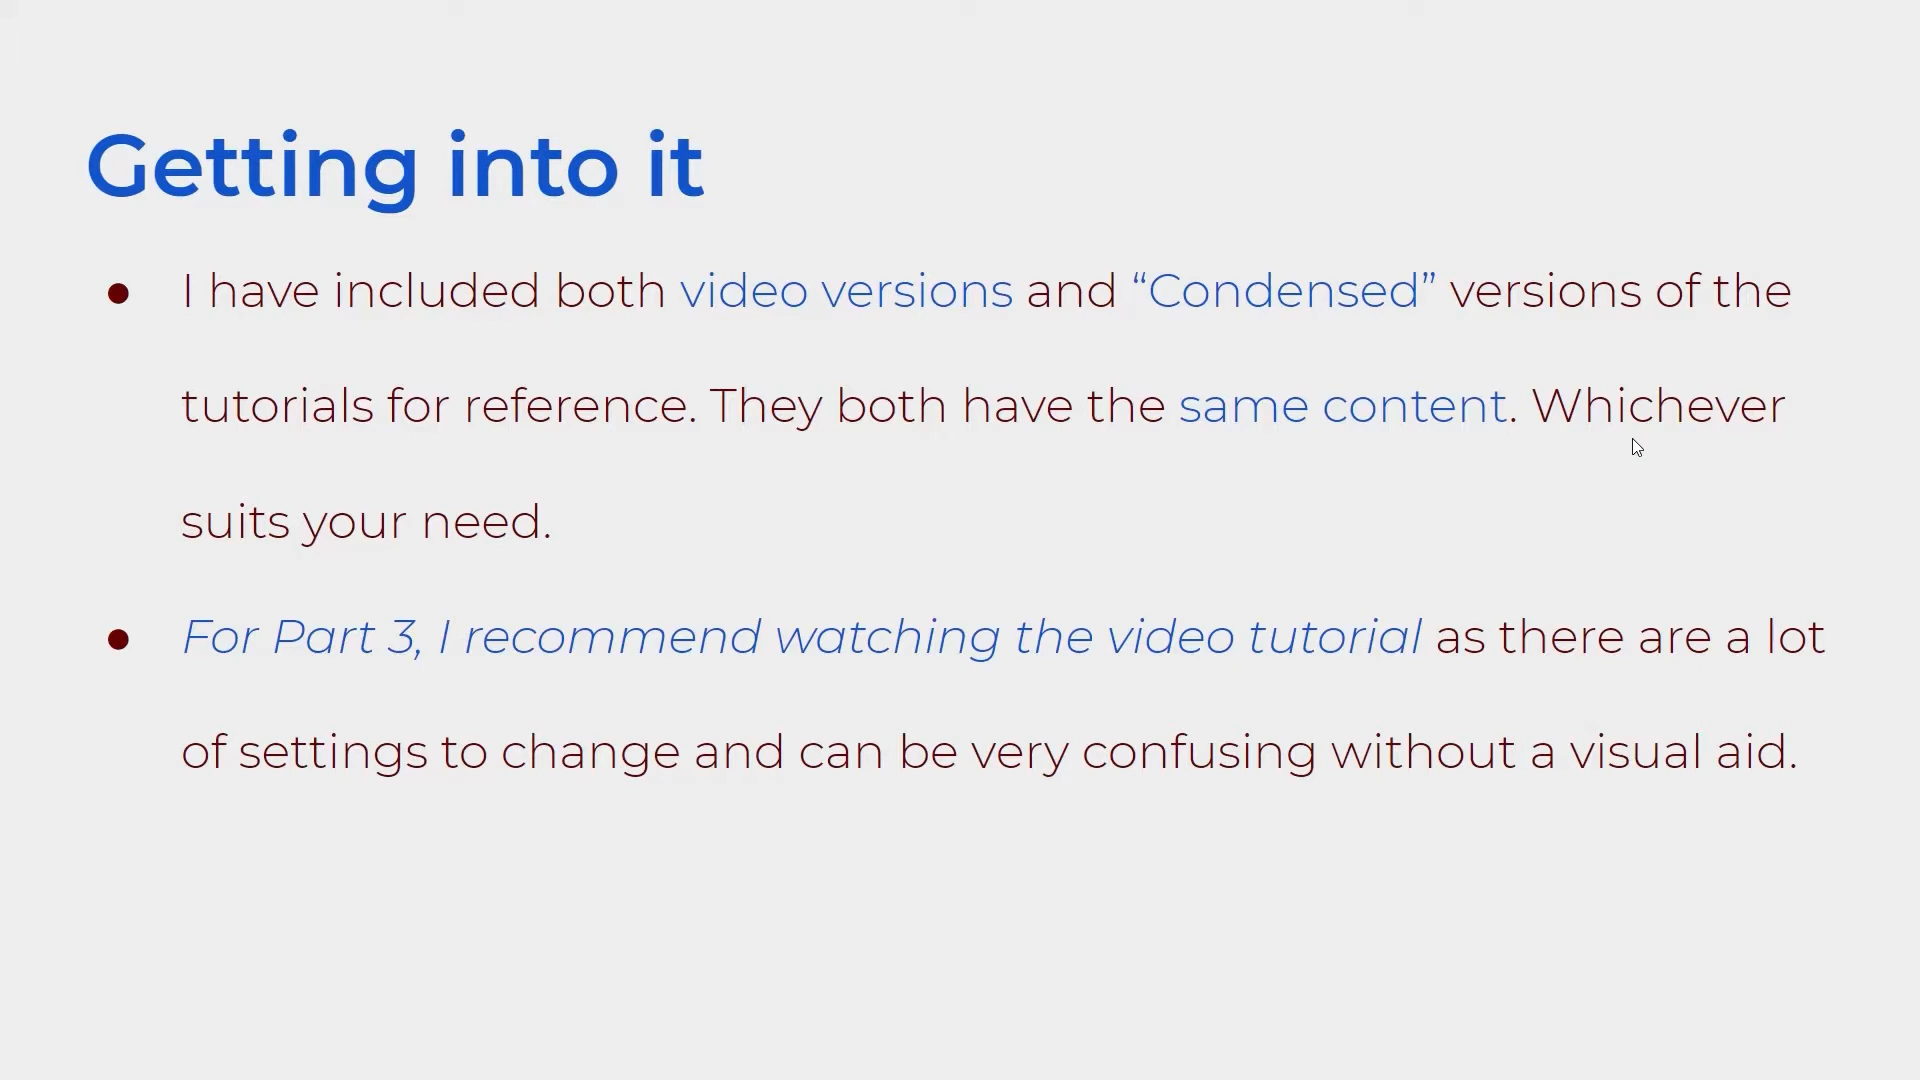 Getting into it
● I have included both video versions and “Condensed” versions of the
tutorials for reference. They both have the same content. Whichever
suits your need.
● For Part 3, I recommend watching the video tutorial as there are a lot
of settings to change and can be very confusing without a visual aid.